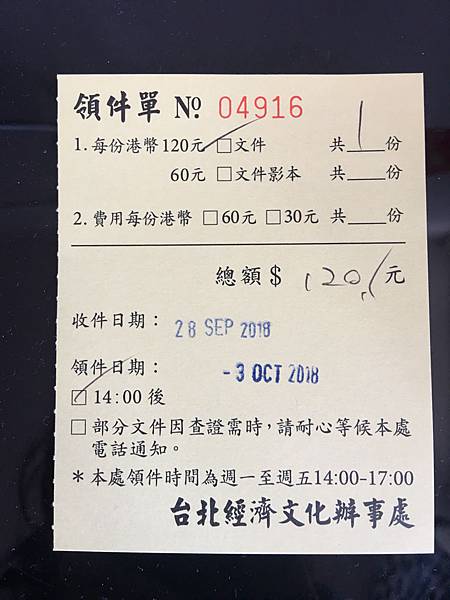 領件單 No. 04916
1. 每份港幣120元 ☑文件 共 1 份
60元 □文件影本 共___份
2. 費用每份港幣 □60元 □30元 共___份
總額$ 120/元
收件日期： 28 SEP 2018
領件日期： -3 OCT 2018
☑ 14:00 後
□ 部分文件因查證需時，請耐心等候本處
電話通知。
＊本處領件時間為週一至週五14:00-17:00
台北經濟文化辦事處